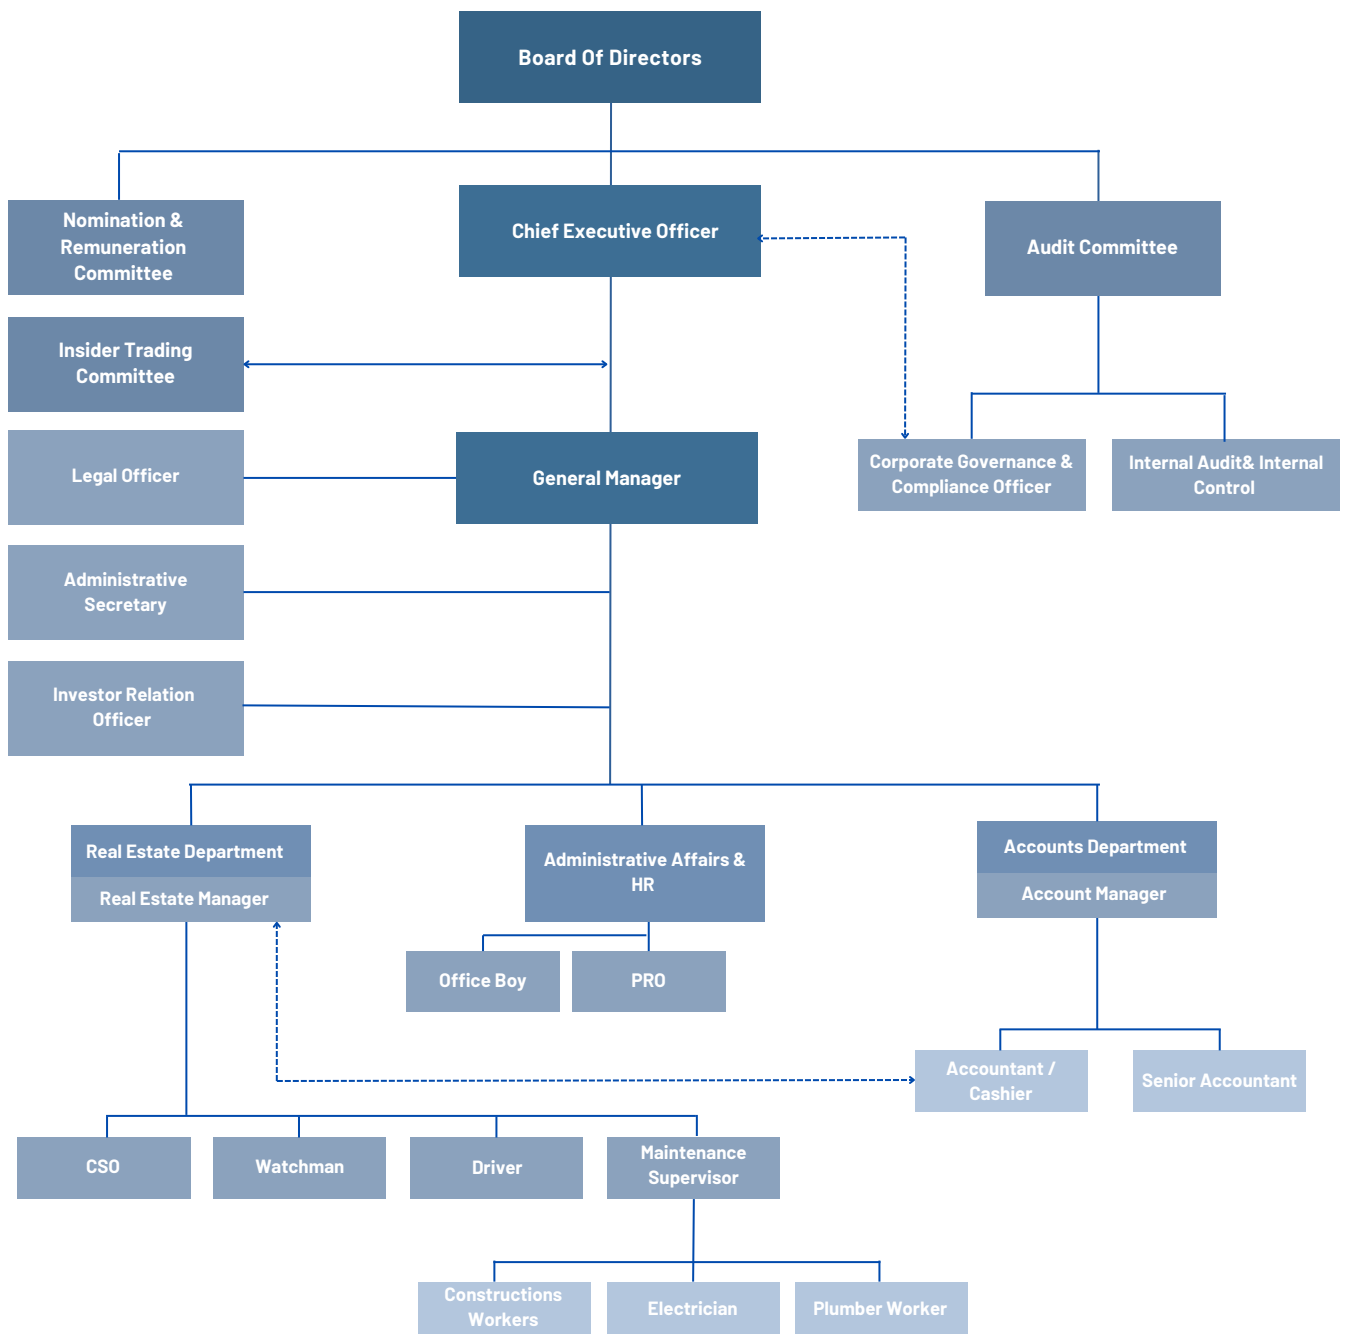 Board Of Directors
Nomination &
Remuneration
Committee
Chief Executive Officer
Audit Committee
Insider Trading
Committee
Legal Officer
General Manager
Corporate Governance &
Compliance Officer
Internal Audit& Internal
Control
Administrative
Secretary
Investor Relation
Officer
Real Estate Department
Real Estate Manager
Administrative Affairs &
HR
Accounts Department
Account Manager
Office Boy
PRO
Accountant /
Cashier
Senior Accountant
CSO
Watchman
Driver
Maintenance
Supervisor
Constructions
Workers
Electrician
Plumber Worker